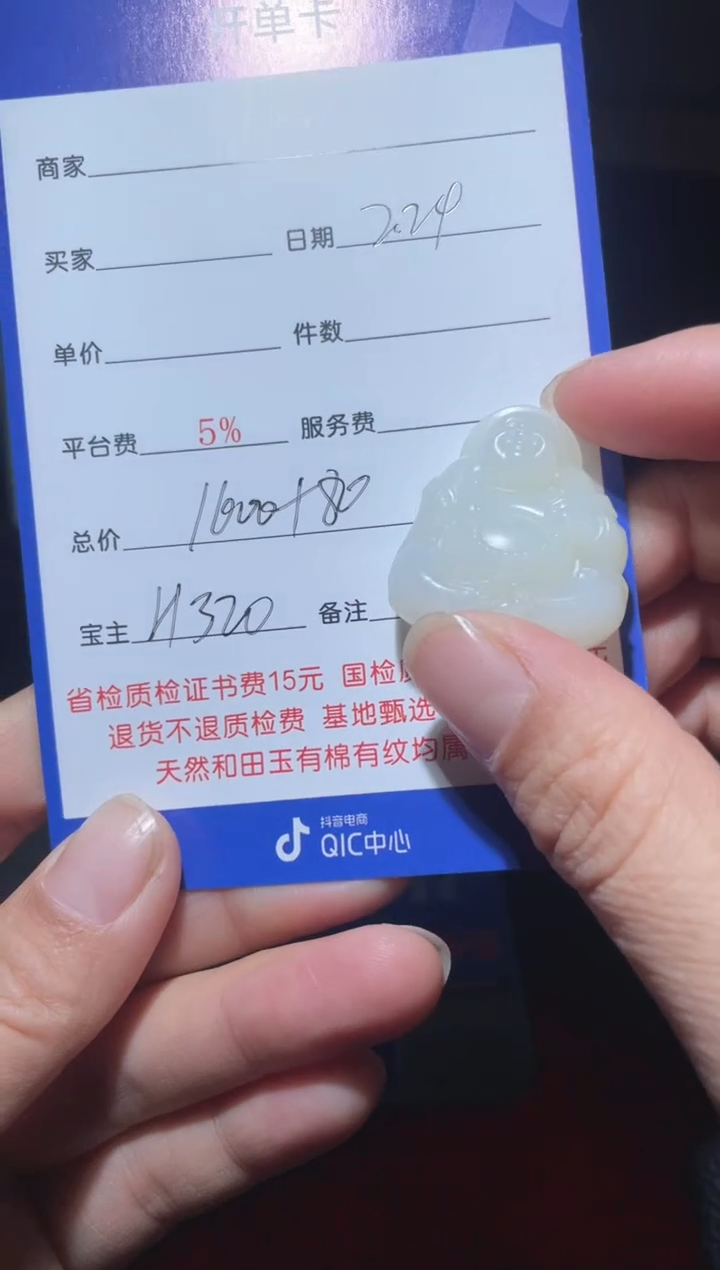 开单卡
商家
买家 日期 2.24
单价 件数
平台费 5% 服务费
总价 1600+80
宝主 H320 备注
省检质检证书费15元 国检
退货不退质检费 基地甄选
天然和田玉有棉有纹均属
抖音电商
QIC中心